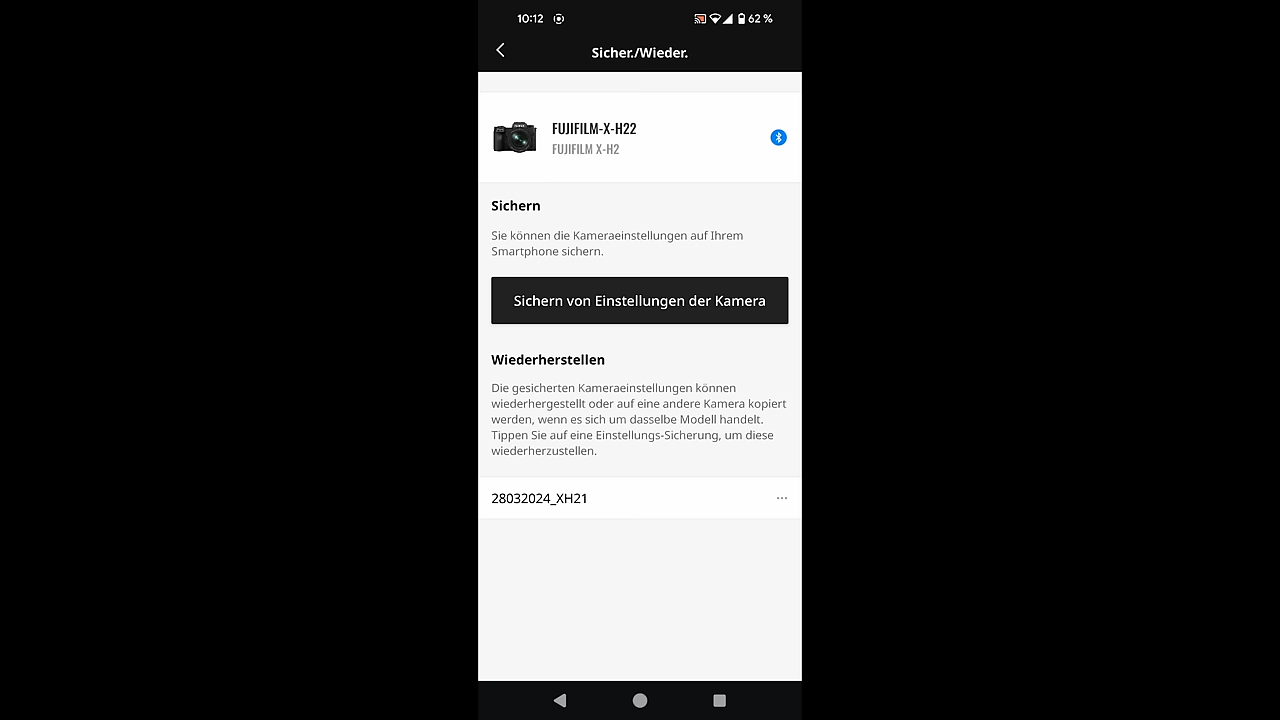 10:12
62 %
Sicher./Wieder.
FUJIFILM-X-H22
FUJIFILM X-H2
Sichern
Sie können die Kameraeinstellungen auf Ihrem
Smartphone sichern.
Sichern von Einstellungen der Kamera
Wiederherstellen
Die gesicherten Kameraeinstellungen können
wiederhergestellt oder auf eine andere Kamera kopiert
werden, wenn es sich um dasselbe Modell handelt.
Tippen Sie auf eine Einstellungs-Sicherung, um diese
wiederherzustellen.
28032024_XH21